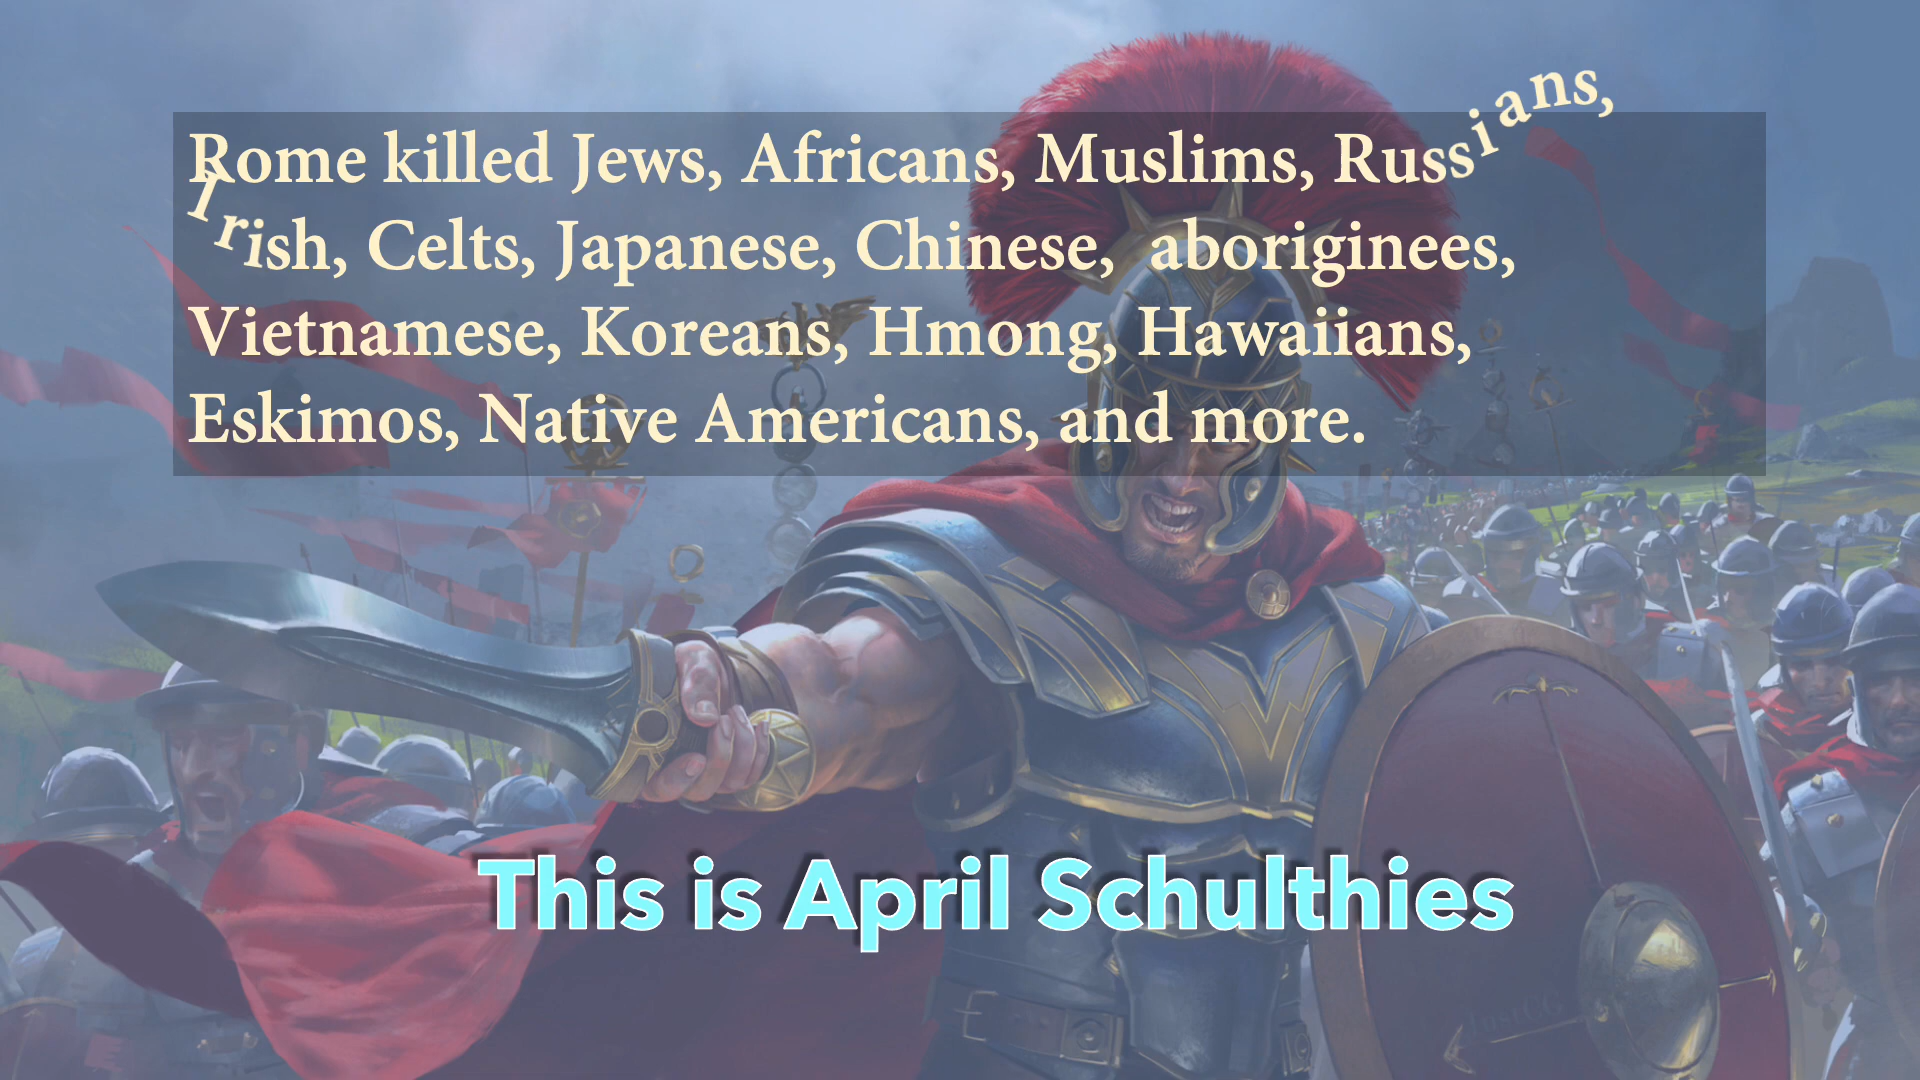 Rome killed Jews, Africans, Muslims, Russians,
Irish, Celts, Japanese, Chinese,  aboriginees,
Vietnamese, Koreans, Hmong, Hawaiians,
Eskimos, Native Americans, and more.
This is April Schulthies